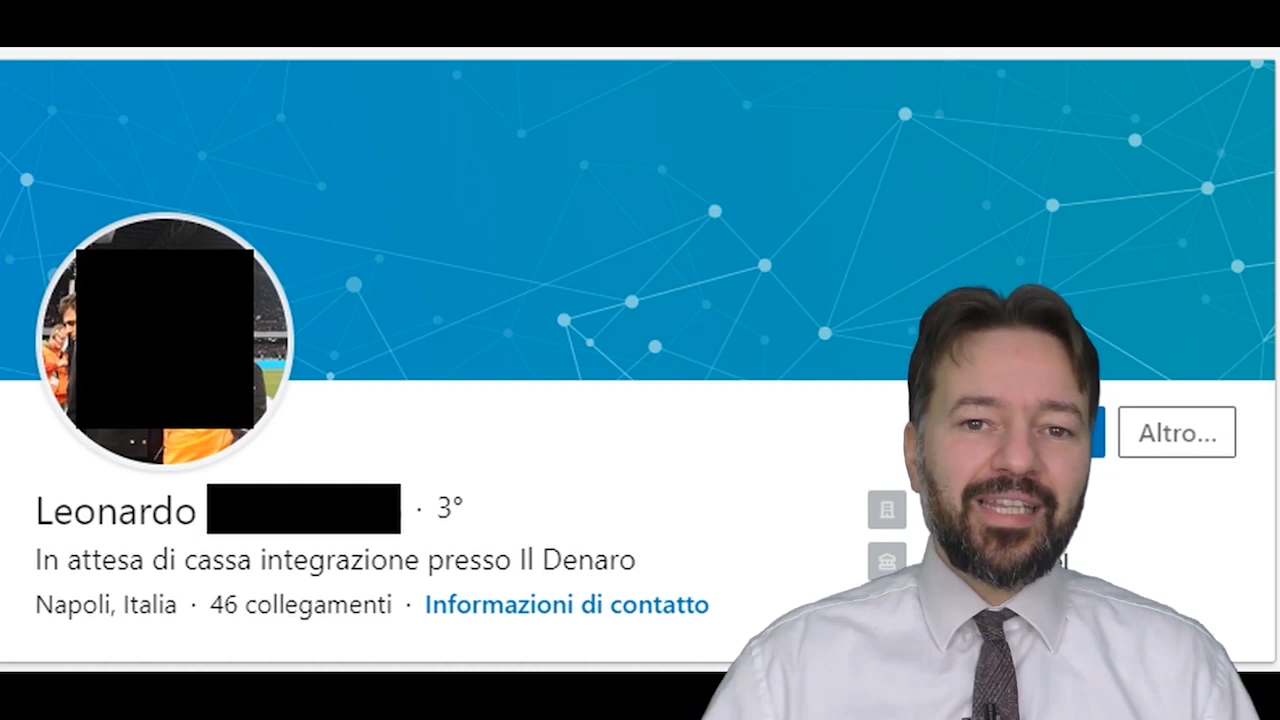 Altro...
Leonardo · 3°
In attesa di cassa integrazione presso Il Denaro
Napoli, Italia · 46 collegamenti · Informazioni di contatto